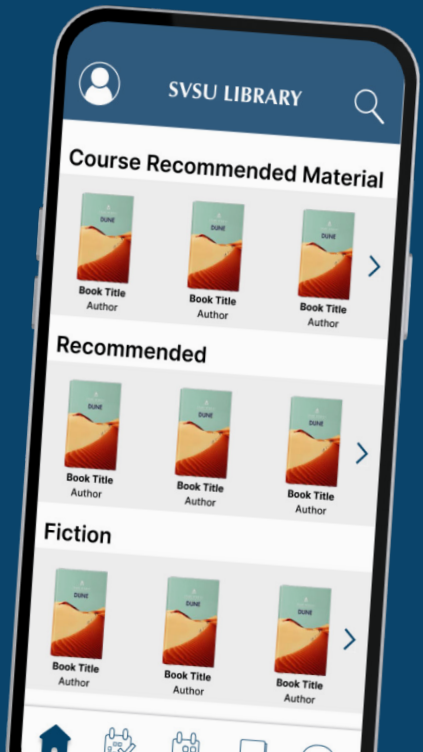 SVSU LIBRARY
Course Recommended Material
DUNE DUNE DUNE
Book Title Book Title Book Title
Author Author Author
Recommended
DUNE DUNE DUNE
Book Title Book Title Book Title
Author Author Author
Fiction
DUNE DUNE DUNE
Book Title Book Title Book Title
Author Author Author